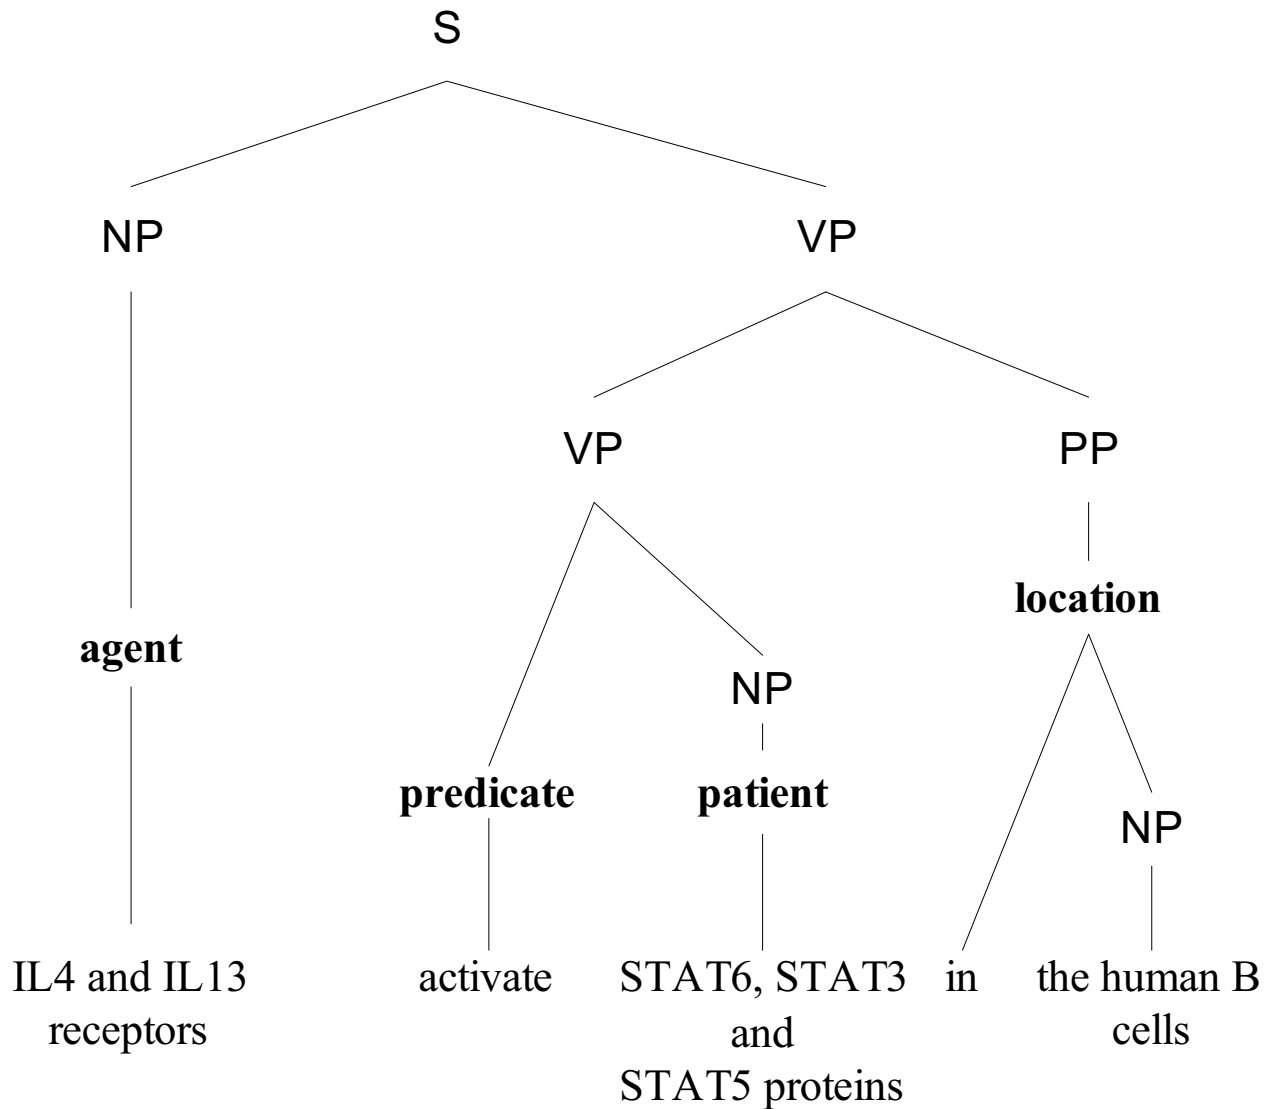 S
NP
VP
VP
PP
location
agent
NP
predicate
patient
NP
IL4 and IL13
receptors
activate
STAT6, STAT3
and
STAT5 proteins
in
the human B
cells